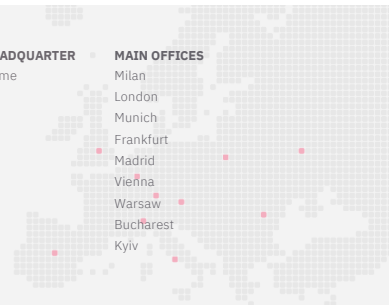 ADQUARTER
me
MAIN OFFICES
Milan
London
Munich
Frankfurt
Madrid
Vienna
Warsaw
Bucharest
Kyiv